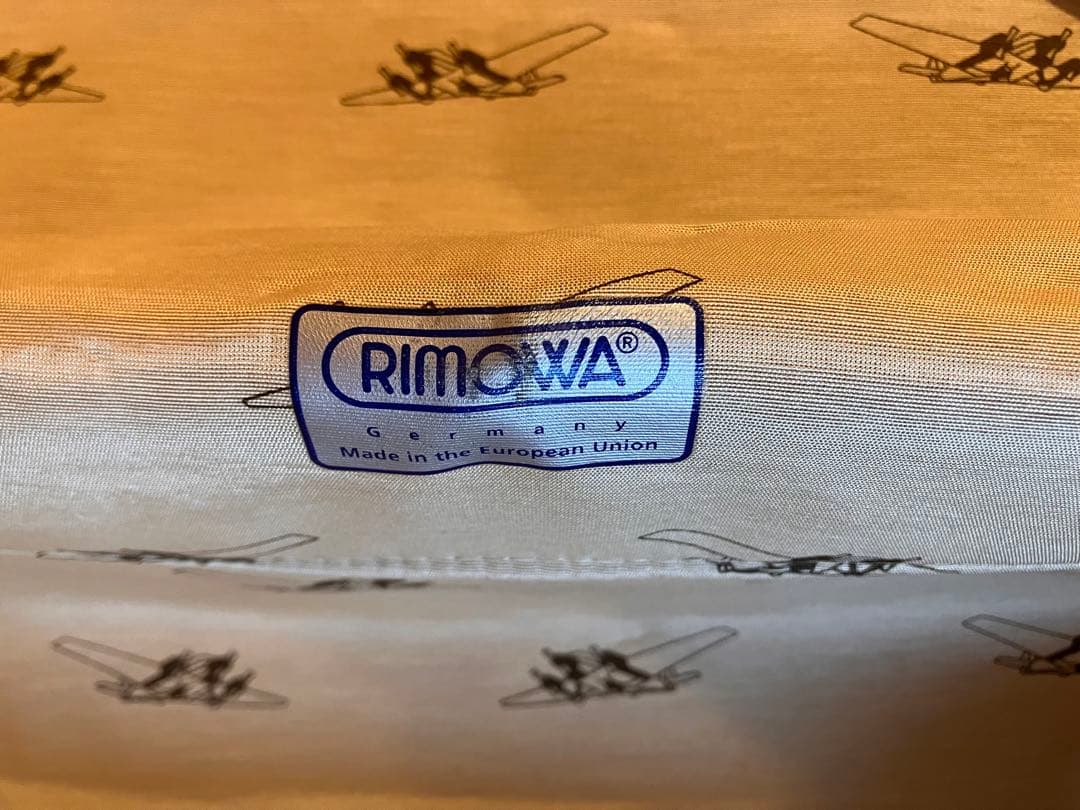 RIMOWA®
Germany
Made in the European Union